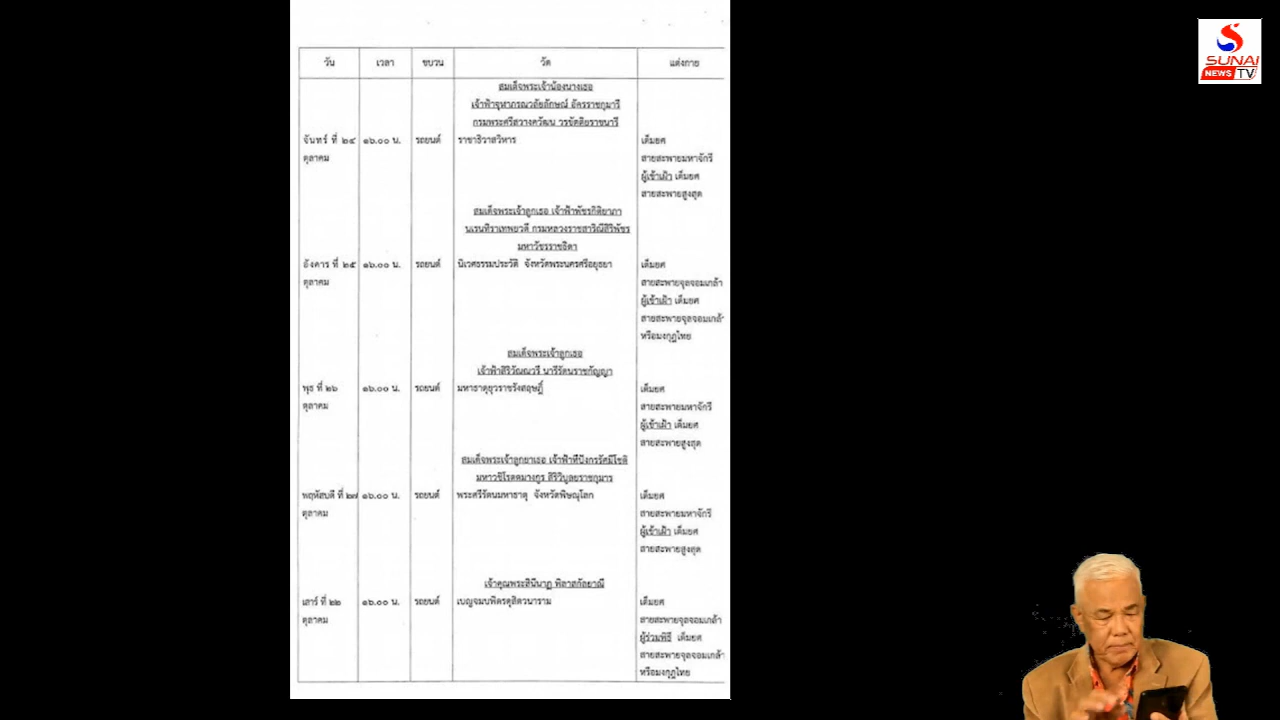 SUNAI
NEWS TV
วัน เวลา ขบวน วัด แต่งกาย
สมเด็จพระเจ้าน้องนางเธอ
เจ้าฟ้าจุฬาภรณวลัยลักษณ์ อัครราชกุมารี
กรมพระศรีสวางควัฒน วรขัตติยราชนารี
จันทร์ ที่ ๒๔ ๑๖.๐๐ น. รถยนต์ ราชาธิวาสวิหาร เต็มยศ
ตุลาคม สายสะพายมหาจักรี
ผู้เข้าเฝ้า เต็มยศ
สายสะพายสูงสุด
สมเด็จพระเจ้าลูกเธอ เจ้าฟ้าพัชรกิติยาภา
นเรนทิราเทพยวดี กรมหลวงราชสาริณีสิริพัชร
มหาวัชรราชธิดา
อังคาร ที่ ๒๕ ๑๖.๐๐ น. รถยนต์ นิเวศธรรมประวัติ จังหวัดพระนครศรีอยุธยา เต็มยศ
ตุลาคม สายสะพายจุลจอมเกล้า
ผู้เข้าเฝ้า เต็มยศ
สายสะพายจุลจอมเกล้า
หรือมงกุฎไทย
สมเด็จพระเจ้าลูกเธอ
เจ้าฟ้าสิริวัณณวรี นารีรัตนราชกัญญา
พุธ ที่ ๒๖ ๑๖.๐๐ น. รถยนต์ มหาธาตุยุวราชรังสฤษฎิ์ เต็มยศ
ตุลาคม สายสะพายมหาจักรี
ผู้เข้าเฝ้า เต็มยศ
สายสะพายสูงสุด
สมเด็จพระเจ้าลูกยาเธอ เจ้าฟ้าทีปังกรรัศมีโชติ
มหาวชิโรตตมางกูร สิริวิบูลยราชกุมาร
พฤหัสบดี ที่ ๒๗ ๑๖.๐๐ น. รถยนต์ พระศรีรัตนมหาธาตุ จังหวัดพิษณุโลก เต็มยศ
ตุลาคม สายสะพายมหาจักรี
ผู้เข้าเฝ้า เต็มยศ
สายสะพายสูงสุด
เจ้าคุณพระสินีนาฏ พิลาสกัลยาณี
เสาร์ ที่ ๒๒ ๑๖.๐๐ น. รถยนต์ เบญจมบพิตรดุสิตวนาราม เต็มยศ
ตุลาคม สายสะพายจุลจอมเกล้า
ผู้ร่วมพิธี เต็มยศ
สายสะพายจุลจอมเกล้า
หรือมงกุฎไทย